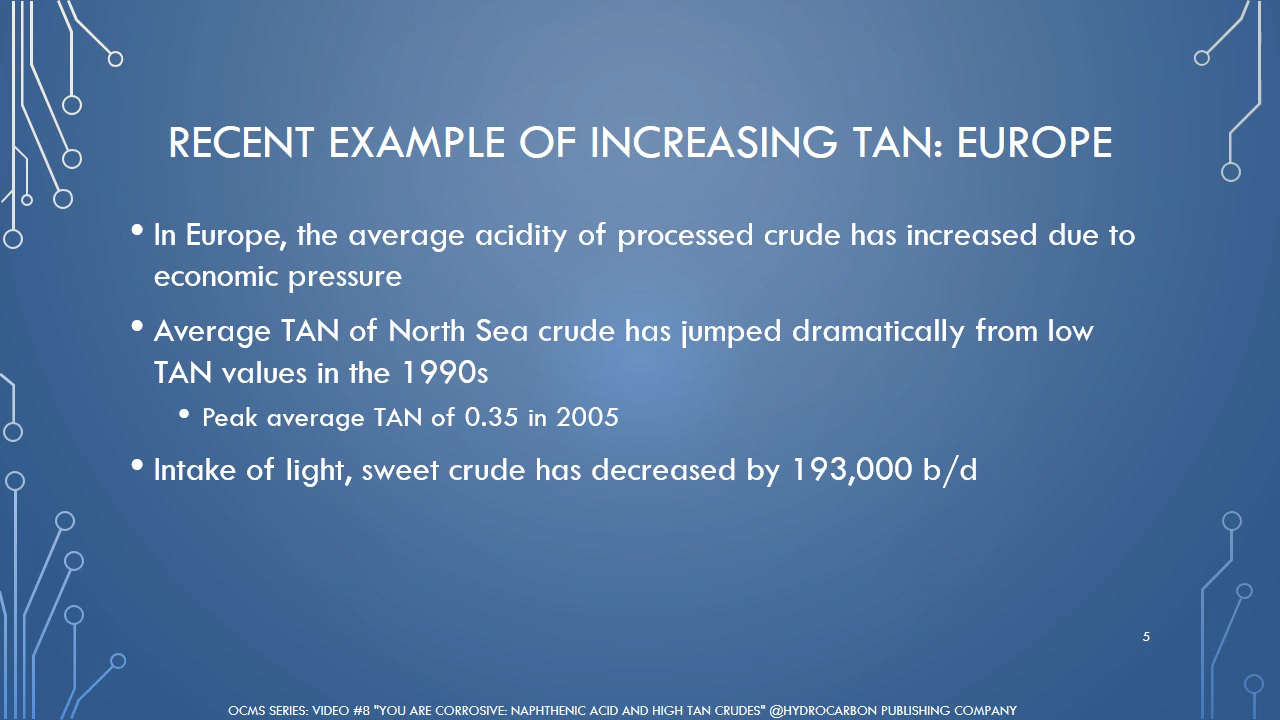 RECENT EXAMPLE OF INCREASING TAN: EUROPE
• In Europe, the average acidity of processed crude has increased due to
economic pressure
• Average TAN of North Sea crude has jumped dramatically from low
TAN values in the 1990s
• Peak average TAN of 0.35 in 2005
• Intake of light, sweet crude has decreased by 193,000 b/d
5
OCMS SERIES: VIDEO #8 "YOU ARE CORROSIVE: NAPHTHENIC ACID AND HIGH TAN CRUDES" @HYDROCARBON PUBLISHING COMPANY